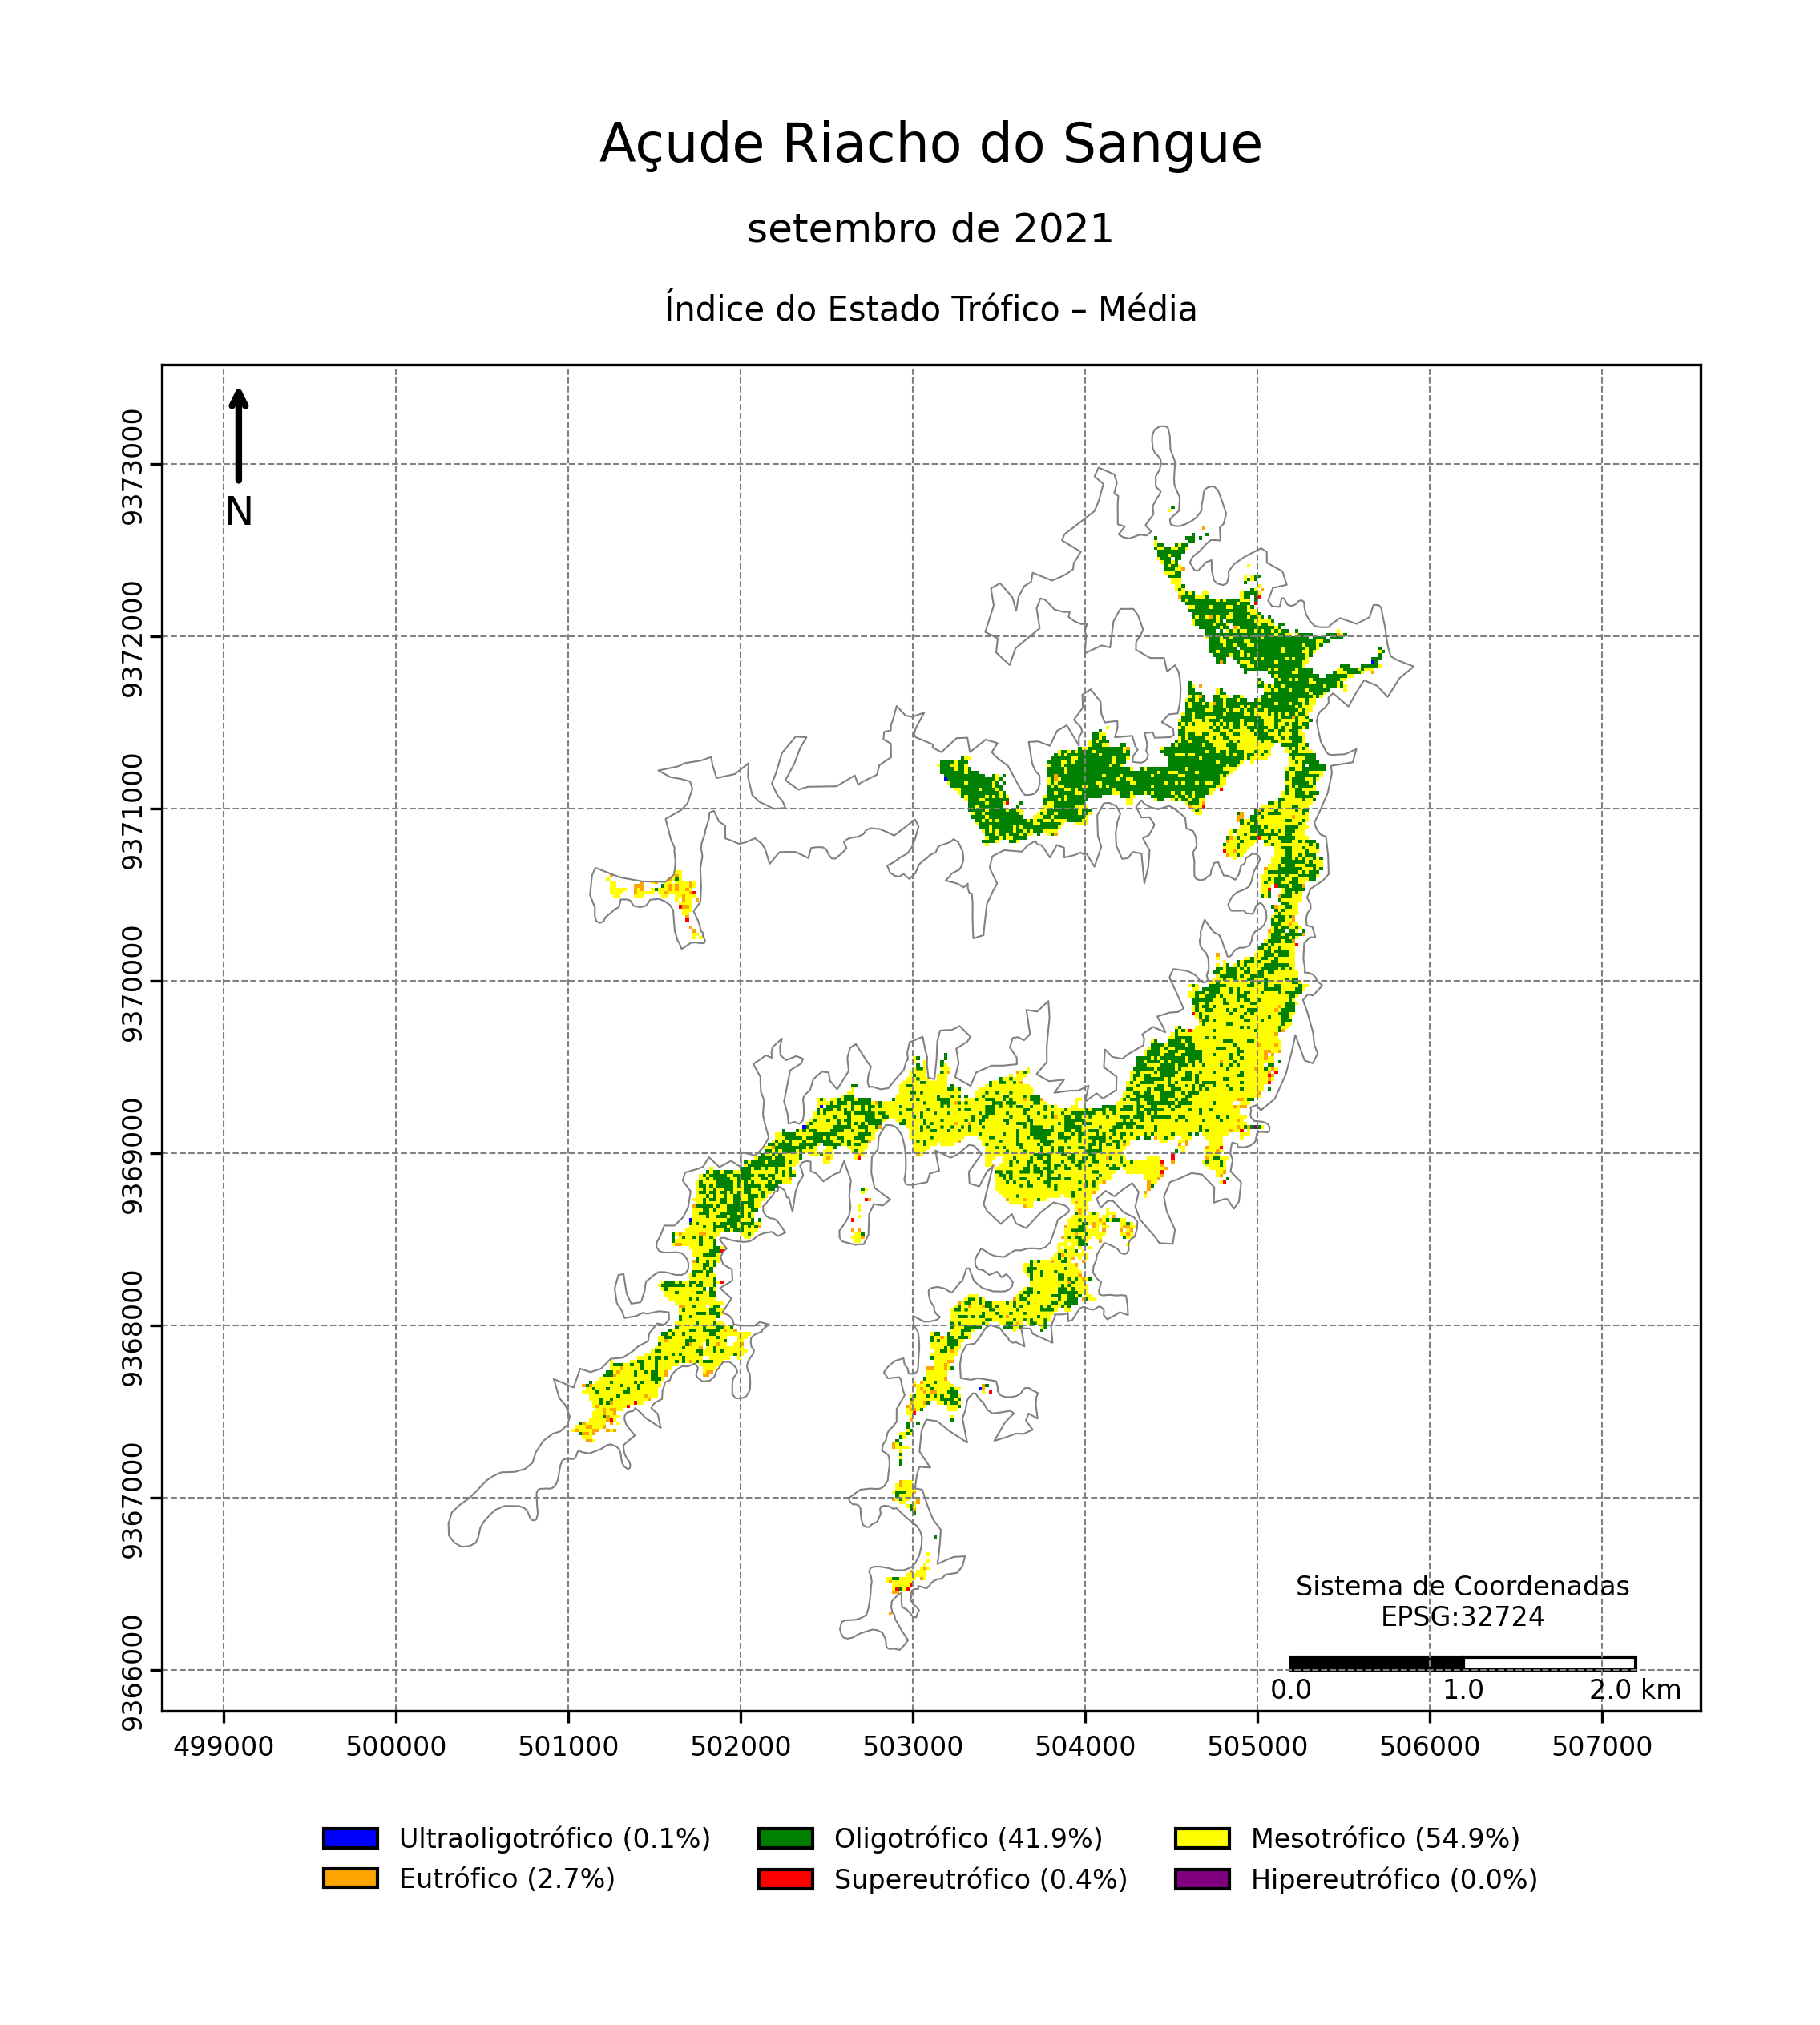 Açude Riacho do Sangue
setembro de 2021
Índice do Estado Trófico – Média
N
9373000
9372000
9371000
9370000
9369000
9368000
9367000
9366000
Sistema de Coordenadas
EPSG:32724
0.0 1.0 2.0 km
499000 500000 501000 502000 503000 504000 505000 506000 507000
Ultraoligotrófico (0.1%) Oligotrófico (41.9%) Mesotrófico (54.9%)
Eutrófico (2.7%) Supereutrófico (0.4%) Hipereutrófico (0.0%)